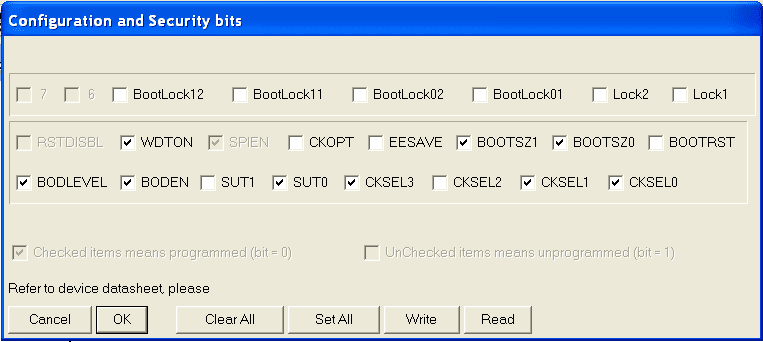 Configuration and Security bits
7 6 BootLock12 BootLock11 BootLock02 BootLock01 Lock2 Lock1
RSTDISBL WDTON SPIEN CKOPT EESAVE BOOTSZ1 BOOTSZ0 BOOTRST
BODLEVEL BODEN SUT1 SUT0 CKSEL3 CKSEL2 CKSEL1 CKSEL0
Checked items means programmed (bit = 0) UnChecked items means unprogrammed (bit = 1)
Refer to device datasheet, please
Cancel OK Clear All Set All Write Read